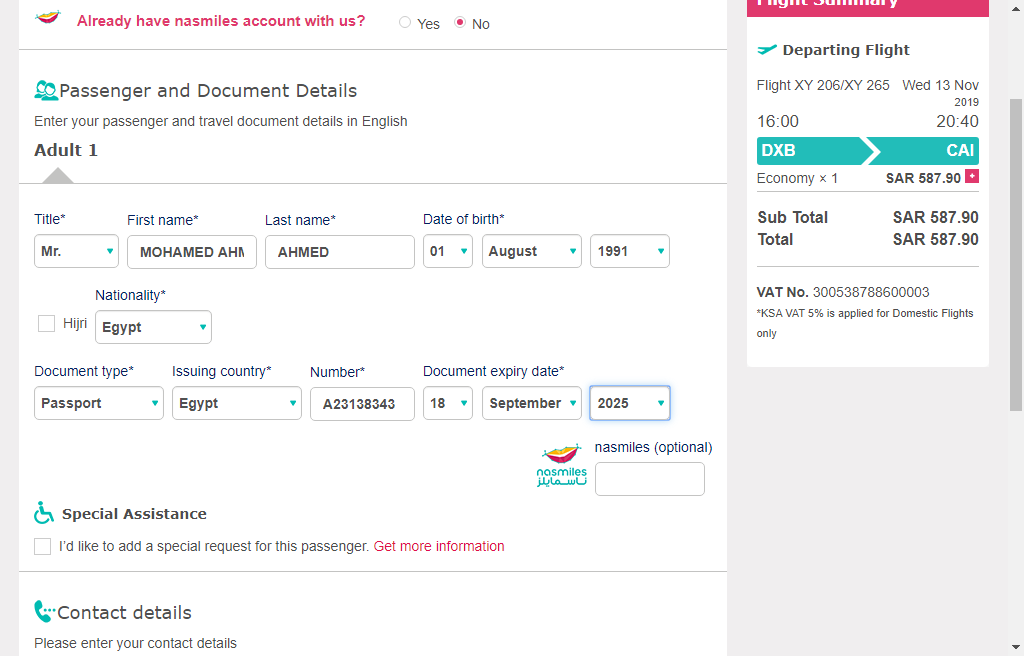 Already have nasmiles account with us?
Yes
No
Passenger and Document Details
Enter your passenger and travel document details in English
Adult 1
Title*
First name*
Last name*
Date of birth*
Mr.
MOHAMED AHM
AHMED
01
August
1991
Nationality*
Hijri
Egypt
Document type*
Issuing country*
Number*
Document expiry date*
Passport
Egypt
A23138343
18
September
2025
nasmiles (optional)
nasmiles
ناسمايلز
Special Assistance
I'd like to add a special request for this passenger. Get more information
Contact details
Please enter your contact details
Flight Summary
Departing Flight
Flight XY 206/XY 265
Wed 13 Nov
2019
16:00
20:40
DXB
CAI
Economy × 1
SAR 587.90 +
Sub Total
SAR 587.90
Total
SAR 587.90
VAT No. 300538788600003
*KSA VAT 5% is applied for Domestic Flights
only